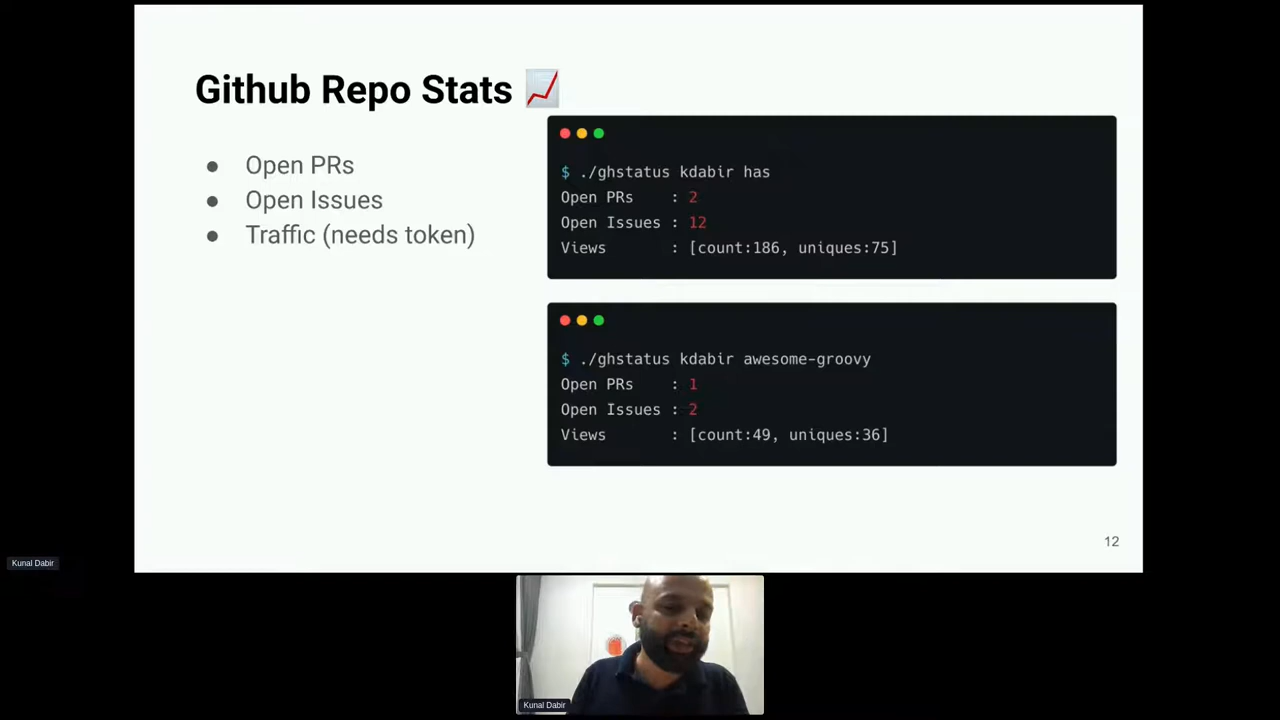 Github Repo Stats 📈
● Open PRs
● Open Issues
● Traffic (needs token)
$ ./ghstatus kdabir has
Open PRs    : 2
Open Issues : 12
Views       : [count:186, uniques:75]
$ ./ghstatus kdabir awesome-groovy
Open PRs    : 1
Open Issues : 2
Views       : [count:49, uniques:36]
12
Kunal Dabir
Kunal Dabir